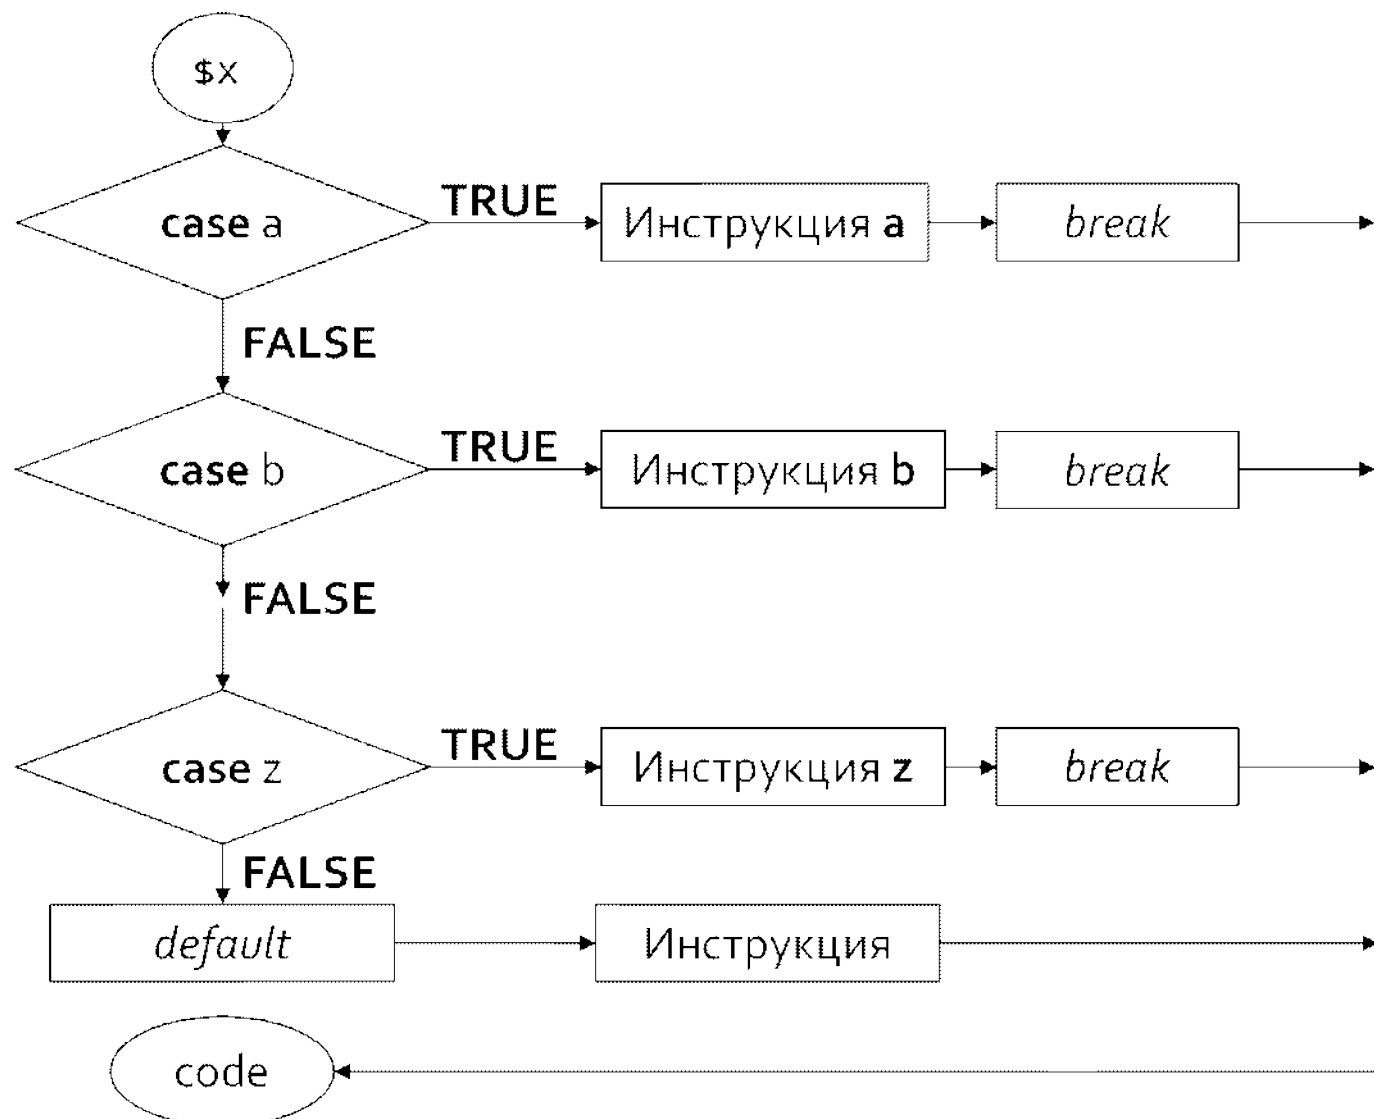 $x
case a
TRUE
Инструкция a
break
FALSE
case b
TRUE
Инструкция b
break
FALSE
case z
TRUE
Инструкция z
break
FALSE
default
Инструкция
code